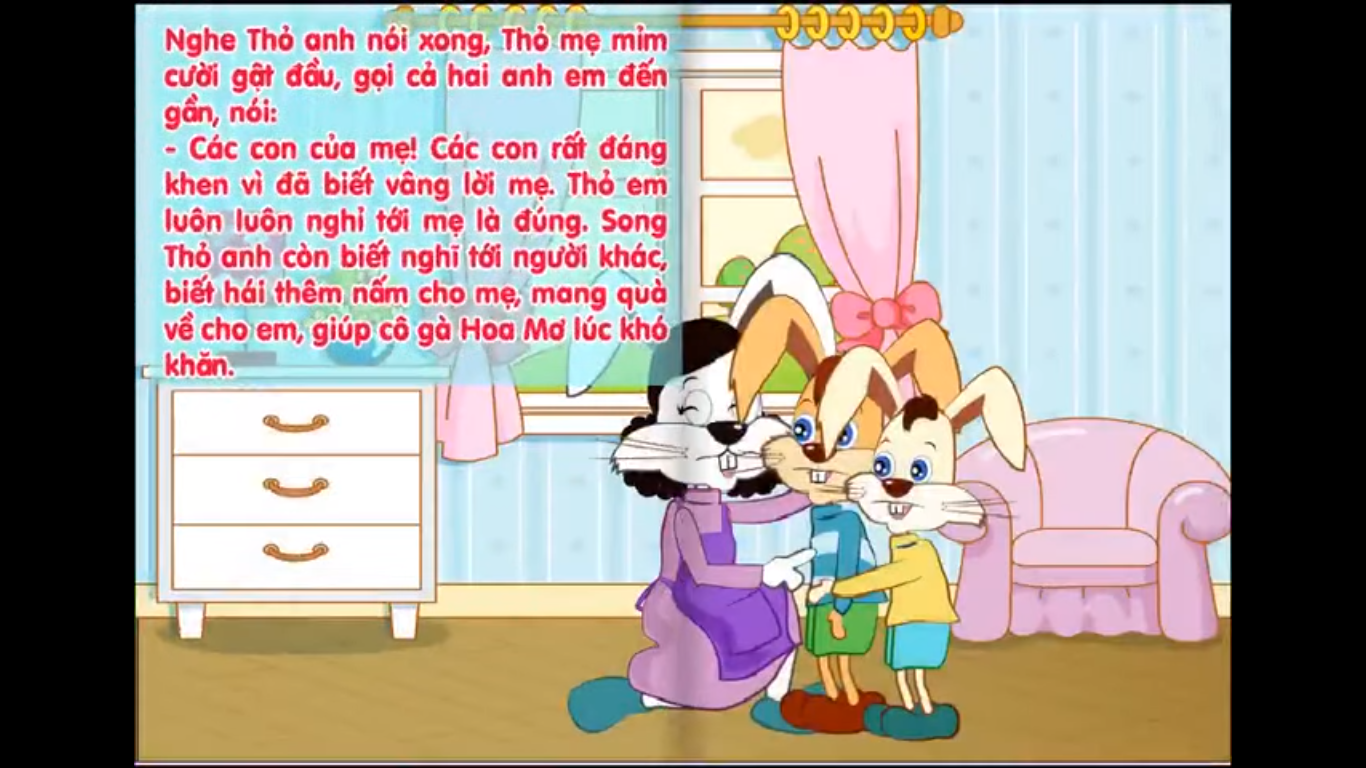 Nghe Thỏ anh nói xong, Thỏ mẹ mỉm
cười gật đầu, gọi cả hai anh em đến
gần, nói:
- Các con của mẹ! Các con rất đáng
khen vì đã biết vâng lời mẹ. Thỏ em
luôn luôn nghỉ tới mẹ là đúng. Song
Thỏ anh còn biết nghĩ tới người khác,
biết hái thêm nấm cho mẹ, mang quà
về cho em, giúp cô gà Hoa Mơ lúc khó
khăn.